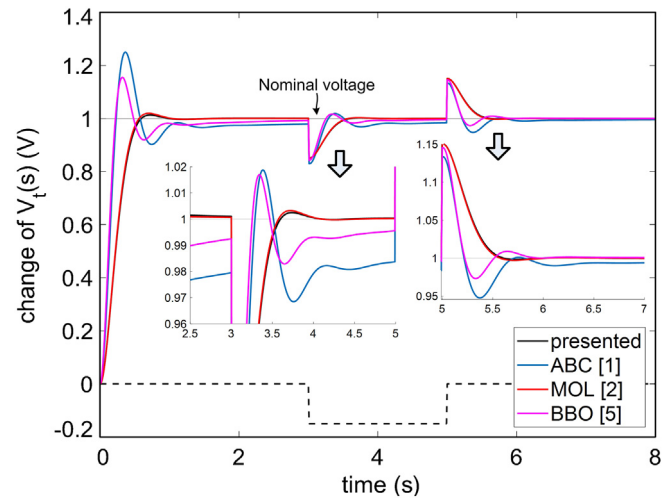 1.4
1.2
1
0.8
0.6
0.4
0.2
0
-0.2
change of V_t(s) (V)
Nominal voltage
1.02
1.01
1
0.99
0.98
0.97
0.96
2.5 3 3.5 4 4.5 5
1.15
1.1
1.05
1
0.95
5 5.5 6 6.5 7
presented
ABC [1]
MOL [2]
BBO [5]
0 2 4 6 8
time (s)